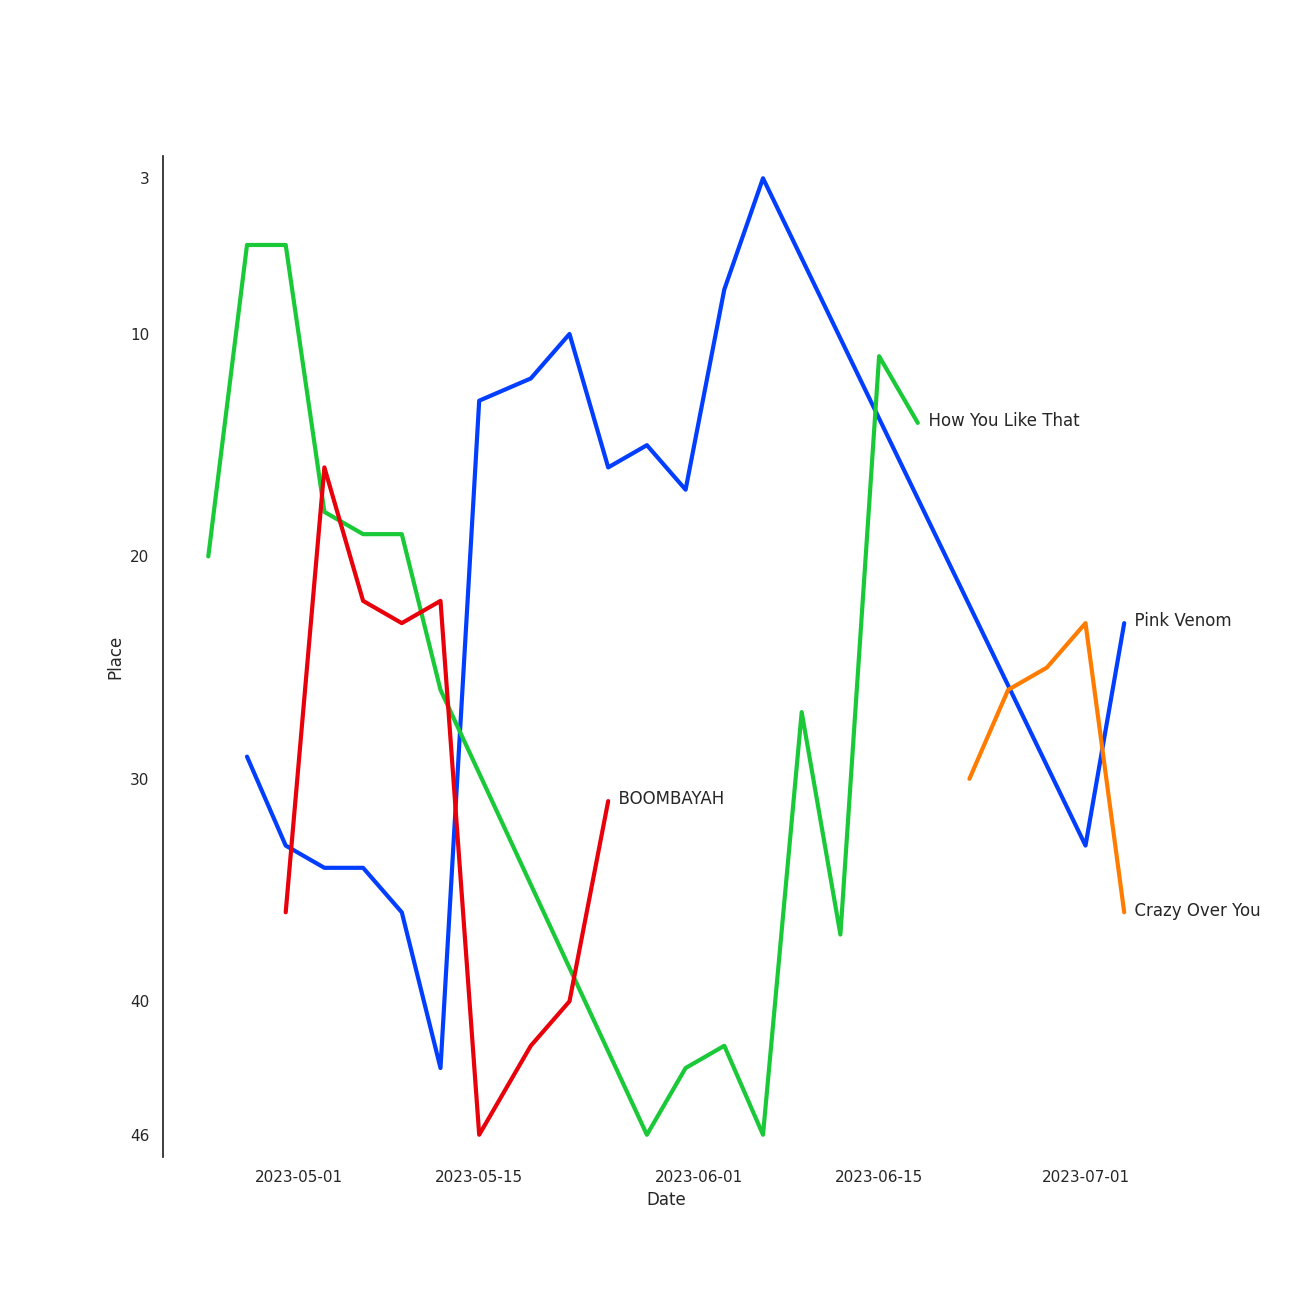 3
10
How You Like That
20
Pink Venom
Place
30
BOOMBAYAH
Crazy Over You
40
46
2023-05-01 2023-05-15 2023-06-01 2023-06-15 2023-07-01
Date